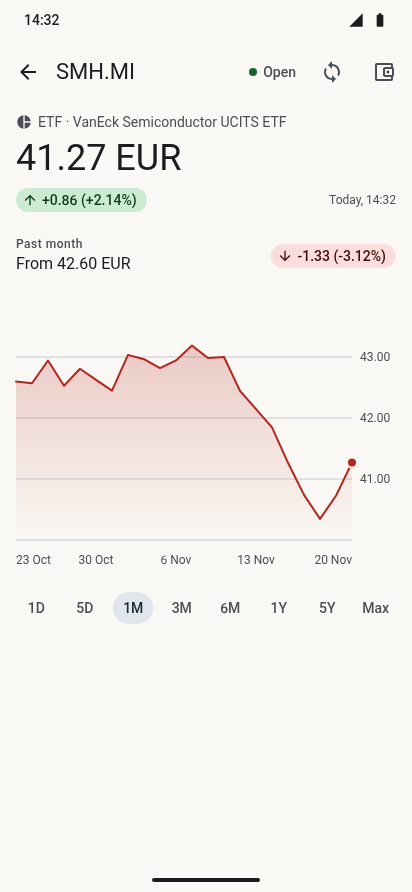 14:32
SMH.MI
Open
ETF · VanEck Semiconductor UCITS ETF
41.27 EUR
+0.86 (+2.14%)
Today, 14:32
Past month
From 42.60 EUR
-1.33 (-3.12%)
43.00
42.00
41.00
23 Oct 30 Oct 6 Nov 13 Nov 20 Nov
1D 5D 1M 3M 6M 1Y 5Y Max